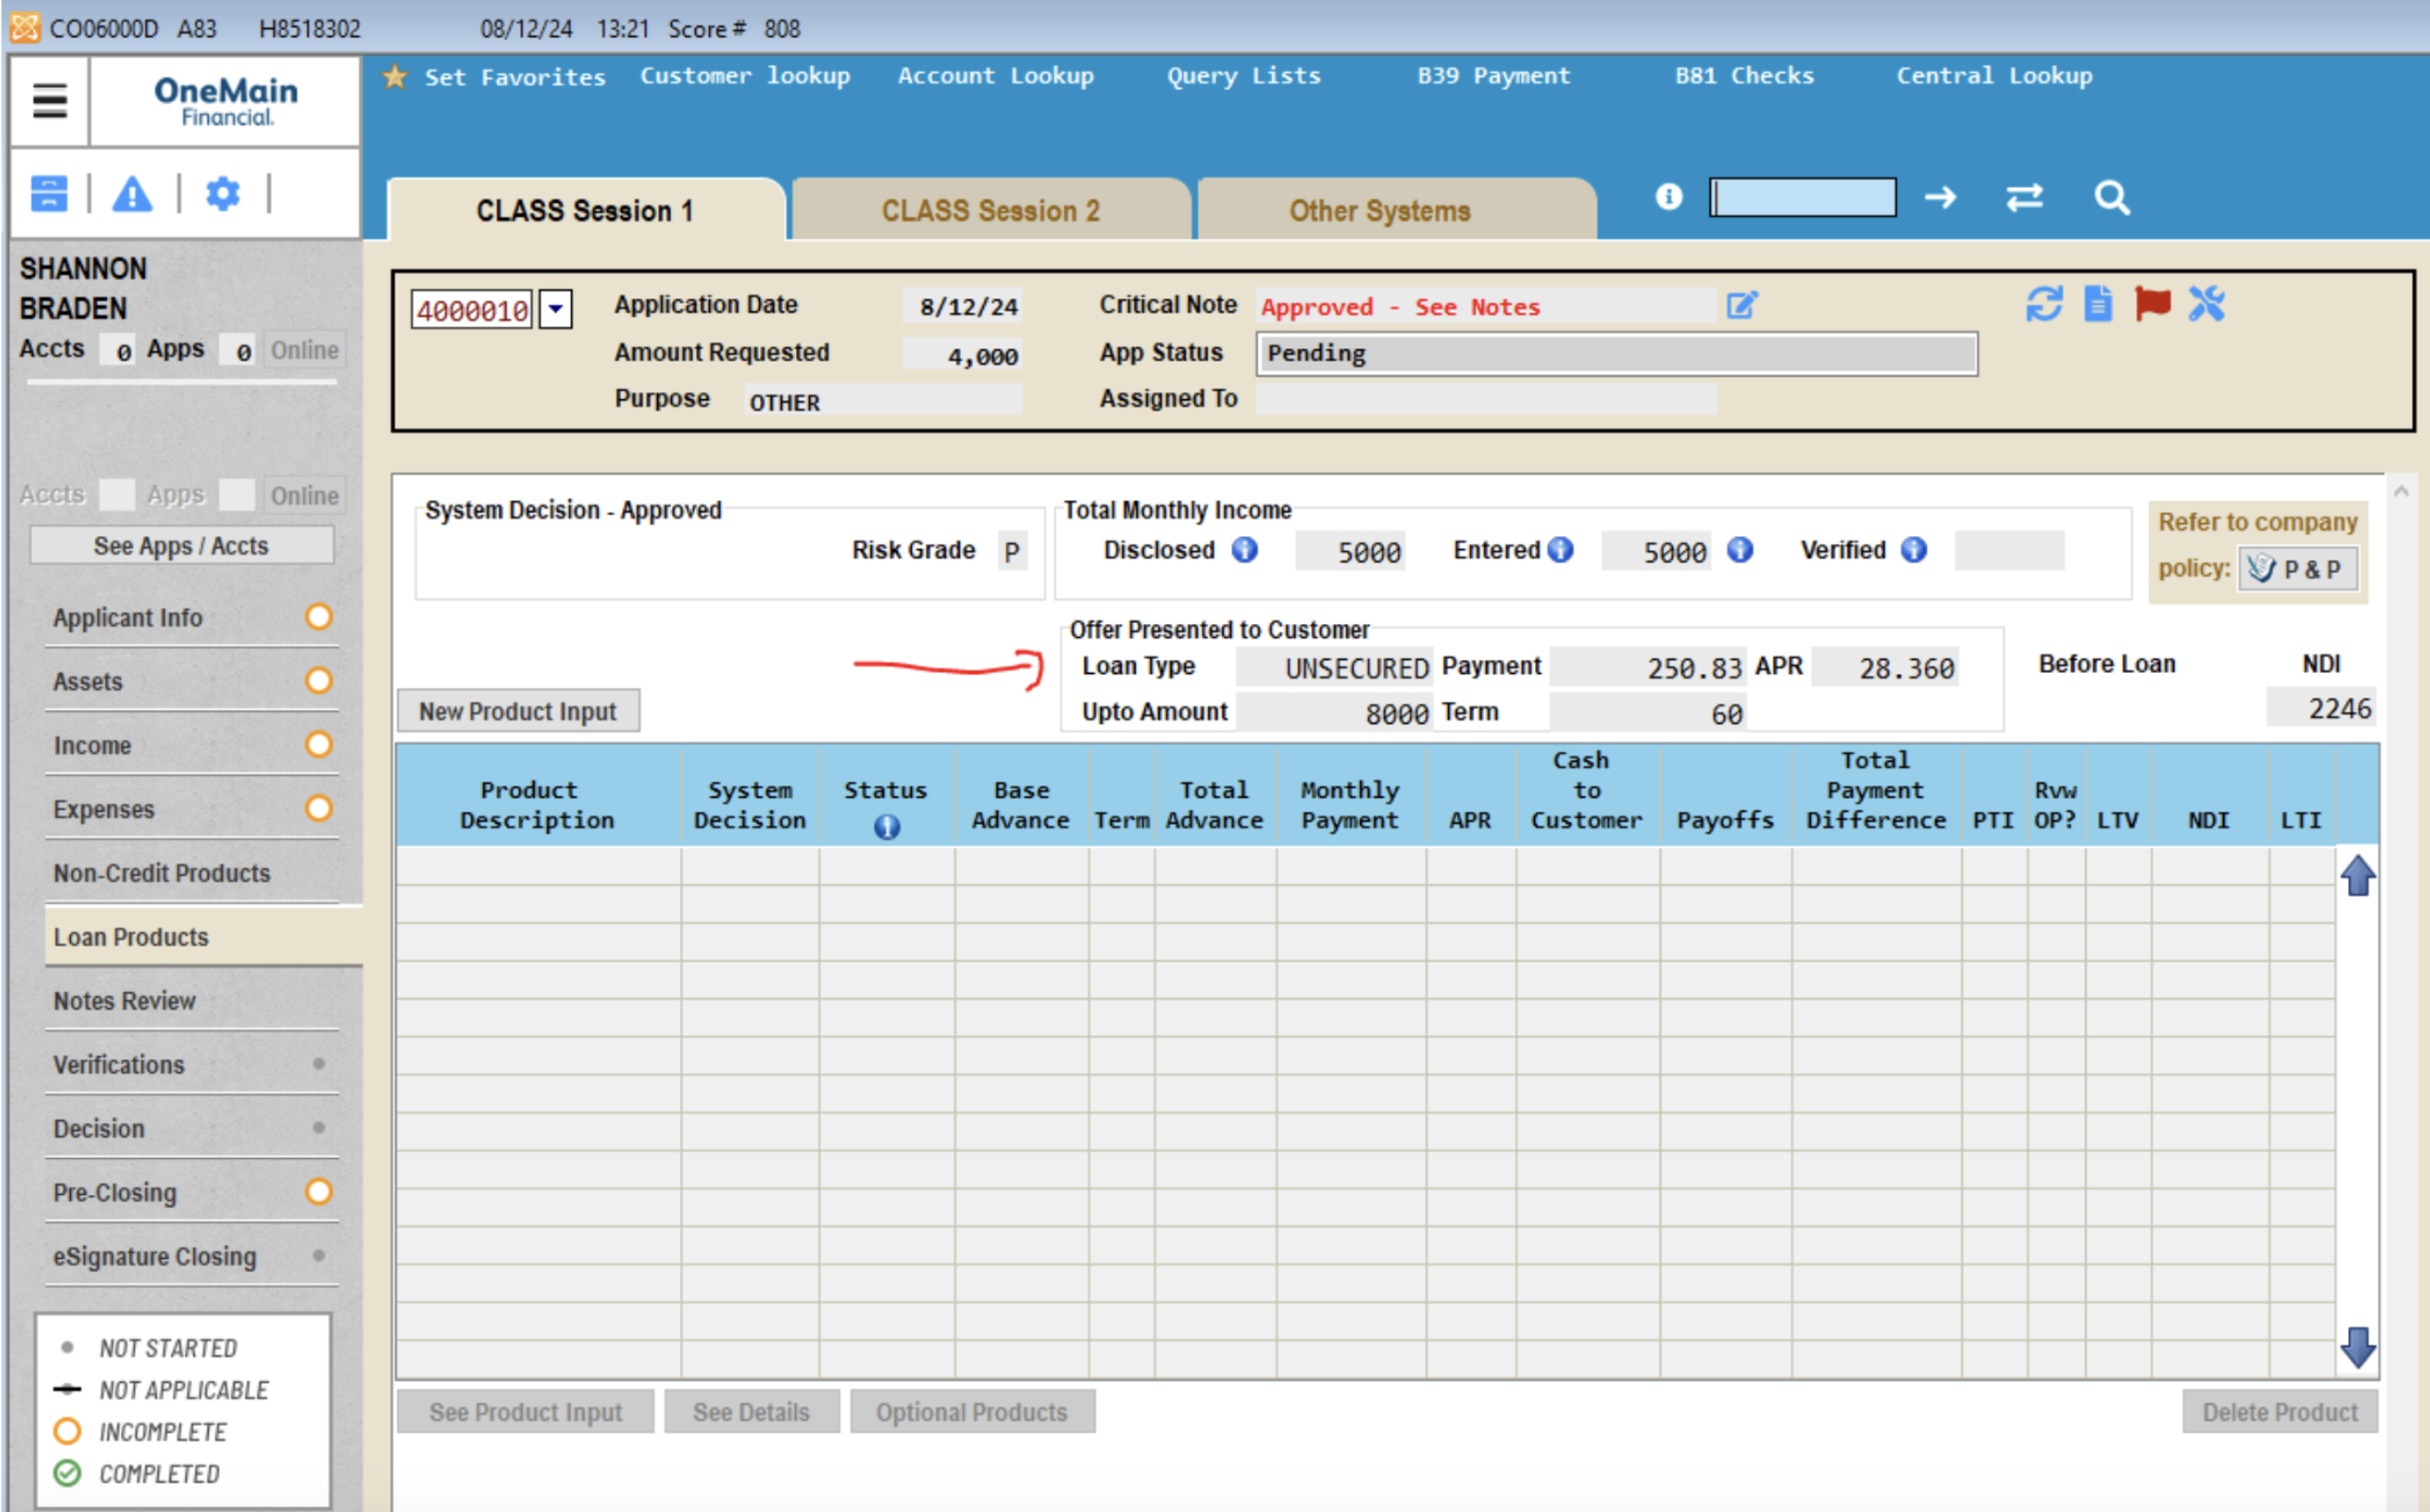 CO06000D A83 H8518302 08/12/24 13:21 Score # 808
OneMain
Financial.
Set Favorites Customer lookup Account Lookup Query Lists B39 Payment B81 Checks Central Lookup
CLASS Session 1 CLASS Session 2 Other Systems
SHANNON
BRADEN
Accts 0 Apps 0 Online
Accts Apps Online
See Apps / Accts
Applicant Info
Assets
Income
Expenses
Non-Credit Products
Loan Products
Notes Review
Verifications
Decision
Pre-Closing
eSignature Closing
NOT STARTED
NOT APPLICABLE
INCOMPLETE
COMPLETED
4000010 Application Date 8/12/24 Critical Note Approved - See Notes
Amount Requested 4,000 App Status Pending
Purpose OTHER Assigned To
System Decision - Approved Total Monthly Income
Risk Grade P Disclosed 5000 Entered 5000 Verified
Refer to company
policy: P & P
Offer Presented to Customer
Loan Type UNSECURED Payment 250.83 APR 28.360 Before Loan NDI
New Product Input Upto Amount 8000 Term 60 2246
Product Description System Decision Status Base Advance Term Total Advance Monthly Payment APR Cash to Customer Payoffs Total Payment Difference PTI Rvw OP? LTV NDI LTI
See Product Input See Details Optional Products Delete Product